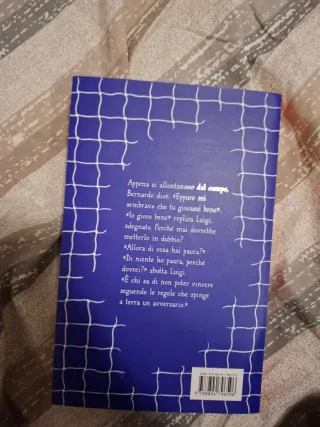 Appena si allontanano dal campo,
Bernardo dice: «Eppure mi
sembrava che tu giocassi bene».
«Io gioco bene» replica Luigi,
sdegnato. Perché mai dovrebbe
metterlo in dubbio?
«Allora di cosa hai paura?»
«Di niente ho paura, perché
dovrei?» sbotta Luigi.
«È chi sa di non poter vincere
seguendo le regole che spinge
a terra un avversario.»